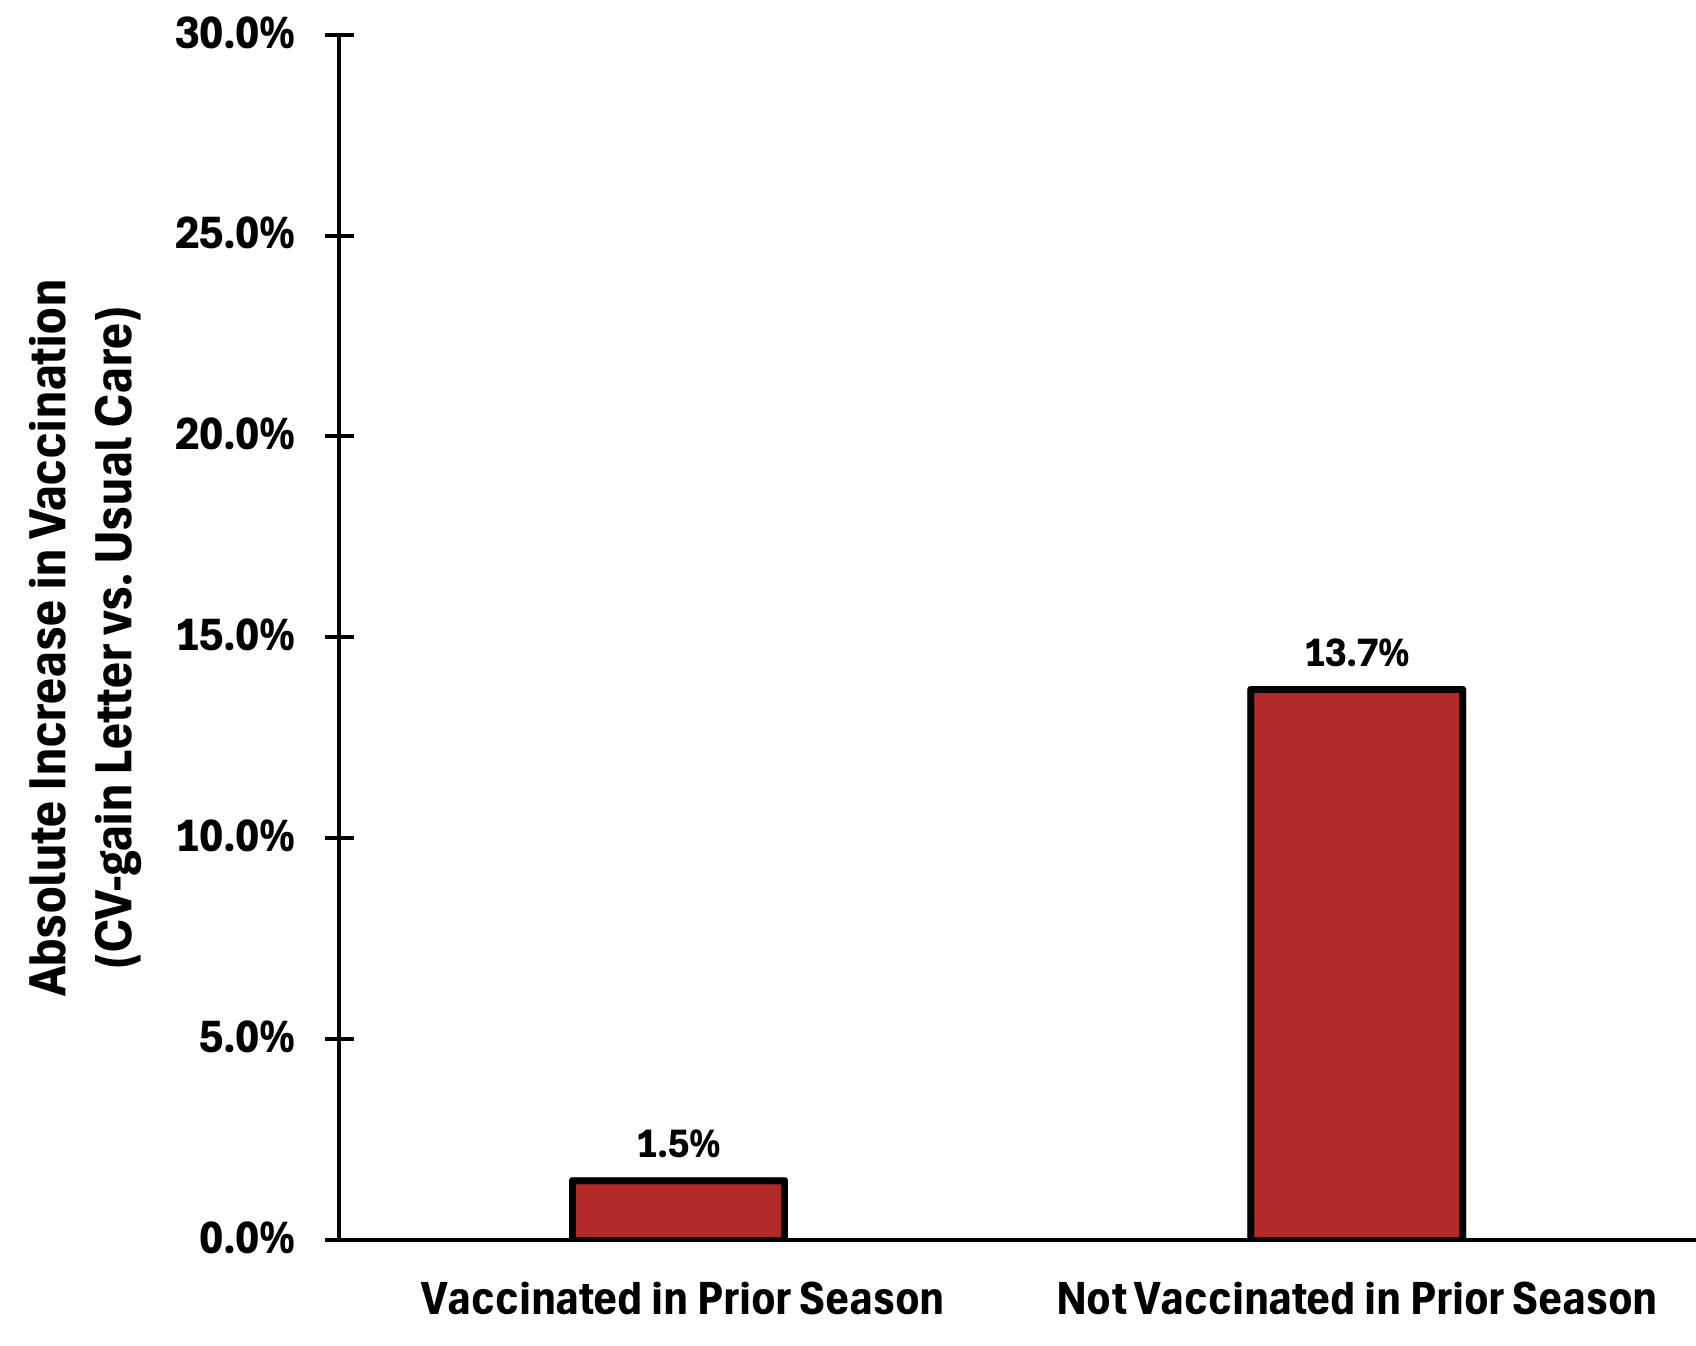 Absolute Increase in Vaccination
(CV-gain Letter vs. Usual Care)
30.0%
25.0%
20.0%
15.0%
10.0%
5.0%
0.0%
1.5%
13.7%
Vaccinated in Prior Season
Not Vaccinated in Prior Season